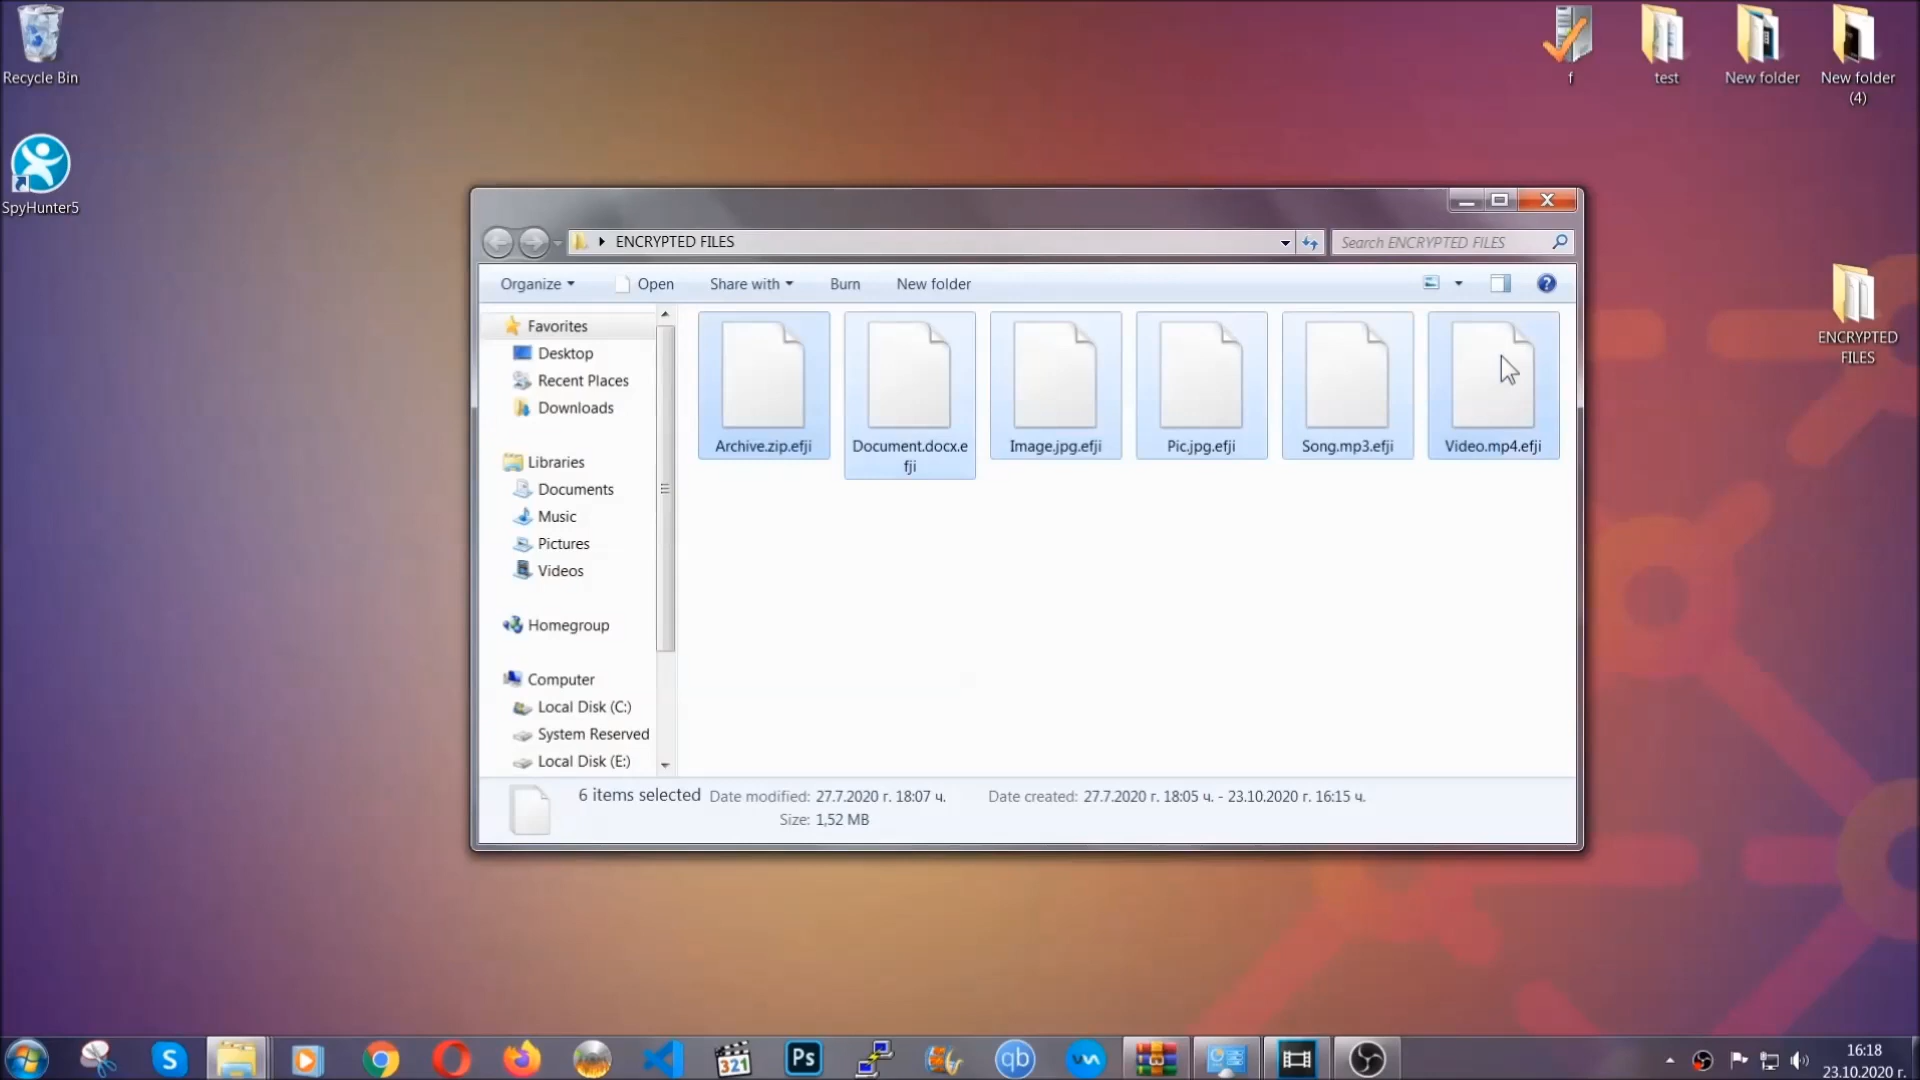 Recycle Bin
SpyHunter5
f
test
New folder
New folder
(4)
ENCRYPTED
FILES
ENCRYPTED FILES
Search ENCRYPTED FILES
Organize
Open
Share with
Burn
New folder
Favorites
Desktop
Recent Places
Downloads
Libraries
Documents
Music
Pictures
Videos
Homegroup
Computer
Local Disk (C:)
System Reserved
Local Disk (E:)
Archive.zip.efji
Document.docx.e
fji
Image.jpg.efji
Pic.jpg.efji
Song.mp3.efji
Video.mp4.efji
6 items selected Date modified: 27.7.2020 г. 18:07 ч. Date created: 27.7.2020 г. 18:05 ч. - 23.10.2020 г. 16:15 ч.
Size: 1,52 MB
S
321
Ps
qb
16:18
23.10.2020 г.